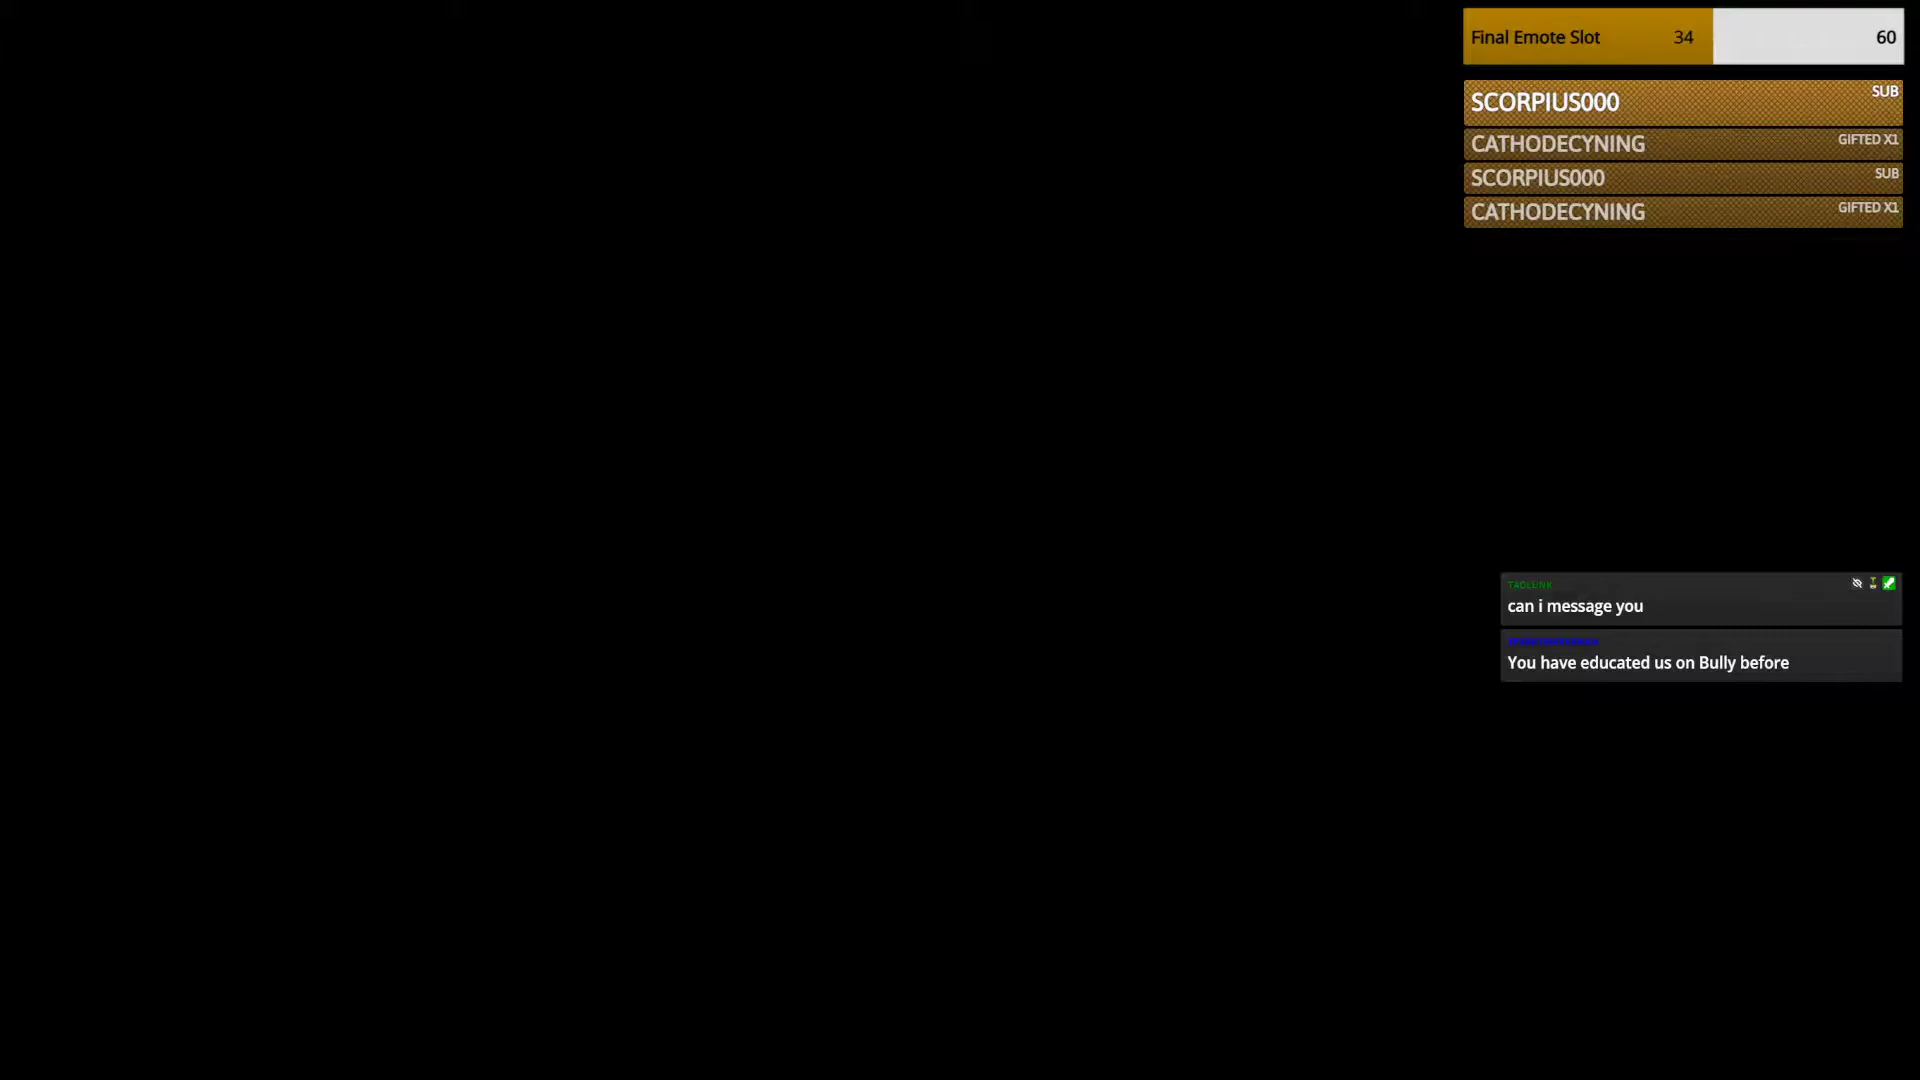 Final Emote Slot 34 60
SCORPIUS000 SUB
CATHODECYNING GIFTED X1
SCORPIUS000 SUB
CATHODECYNING GIFTED X1
can i message you
You have educated us on Bully before